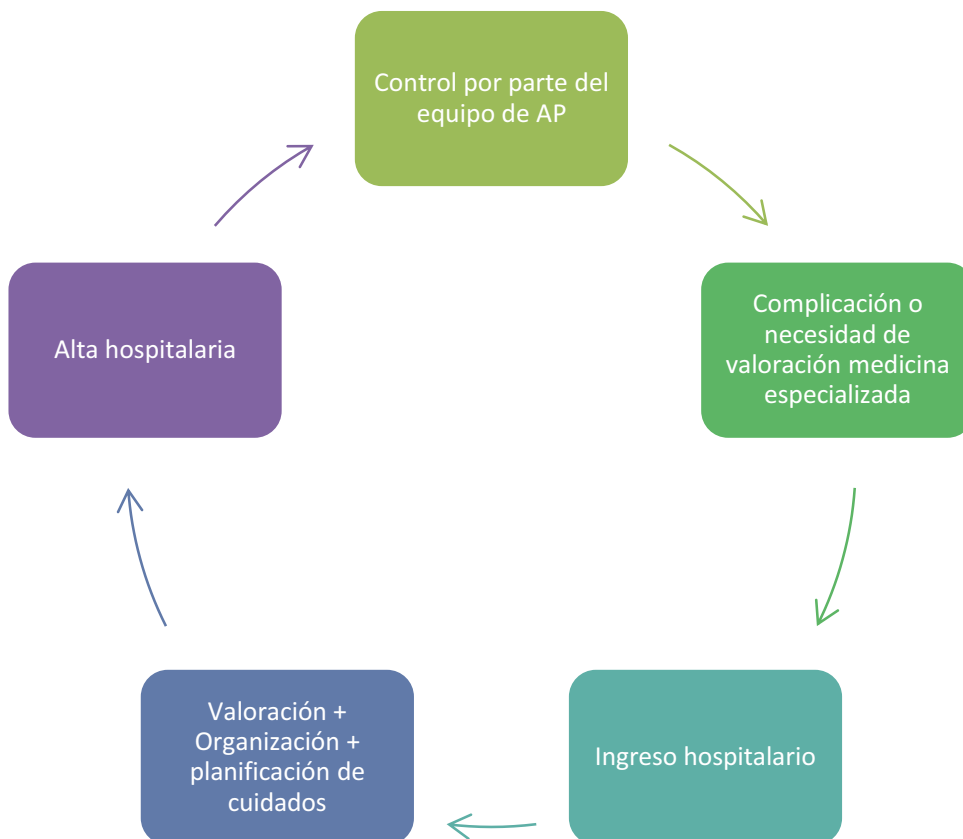 Control por parte del
equipo de AP
Complicación o
necesidad de
valoración medicina
especializada
Ingreso hospitalario
Valoración +
Organización +
planificación de
cuidados
Alta hospitalaria